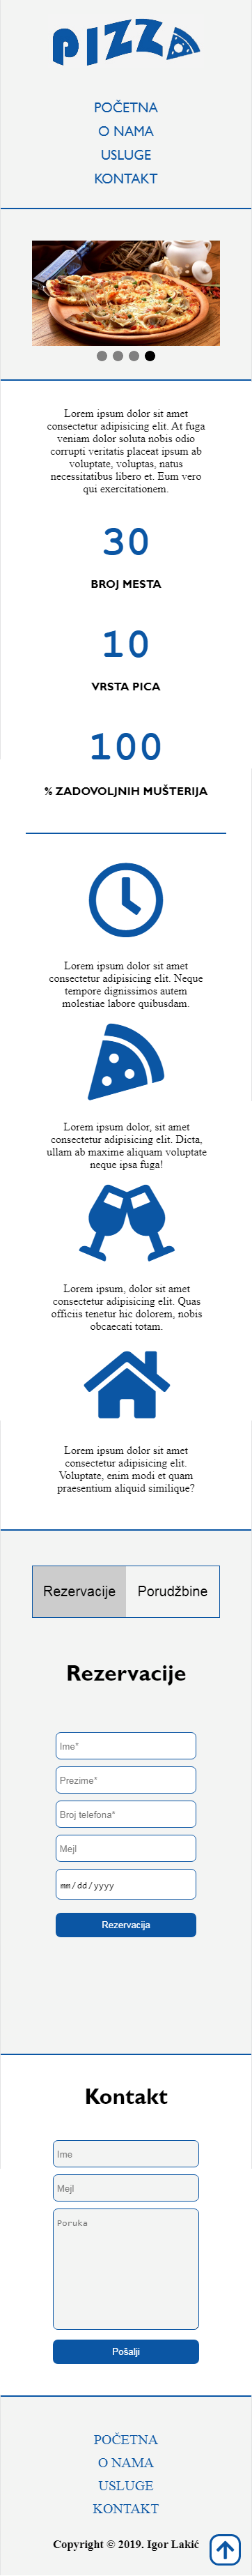 PIZZA
POČETNA
O NAMA
USLUGE
KONTAKT
Lorem ipsum dolor sit amet
consectetur adipisicing elit. At fuga
veniam dolor soluta nobis odio
corrupti veritatis placeat ipsum ab
voluptate, voluptas, natus
necessitatibus libero et. Eum vero
qui exercitationem.
30
BROJ MESTA
10
VRSTA PICA
100
% ZADOVOLJNIH MUŠTERIJA
Lorem ipsum dolor sit amet
consectetur adipisicing elit. Neque
tempore dignissimos autem
molestiae labore quibusdam.
Lorem ipsum dolor, sit amet
consectetur adipisicing elit. Dicta,
ullam ab maxime aliquam voluptate
neque ipsa fuga!
Lorem ipsum, dolor sit amet
consectetur adipisicing elit. Quas
officiis tenetur hic dolorem, nobis
obcaecati totam.
Lorem ipsum dolor sit amet
consectetur adipisicing elit.
Voluptate, enim modi et quam
praesentium aliquid similique?
Rezervacije Porudžbine
Rezervacije
Ime*
Prezime*
Broj telefona*
Mejl
mm/dd/yyyy
Rezervacija
Kontakt
Ime
Mejl
Poruka
Pošalji
POČETNA
O NAMA
USLUGE
KONTAKT
Copyright © 2019. Igor Lakić